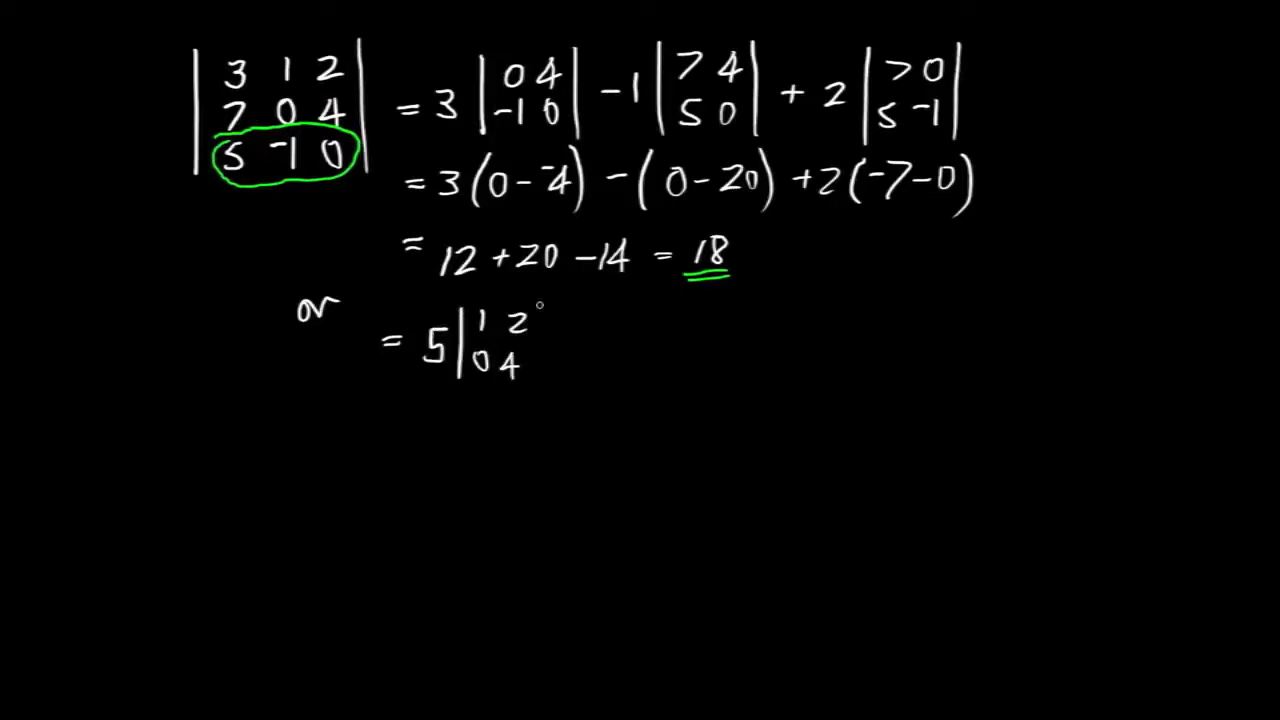 | 3 1 2 |
| 7 0 4 | = 3 | 0 4 | - 1 | 7 4 | + 2 | 7 0 |
| 5 -1 0 | | -1 0 | | 5 0 | | 5 -1 |
= 3 (0 - -4) - (0 - 20) + 2 (-7 - 0)
= 12 + 20 - 14 = 18
or = 5 | 1 2
| 0 4